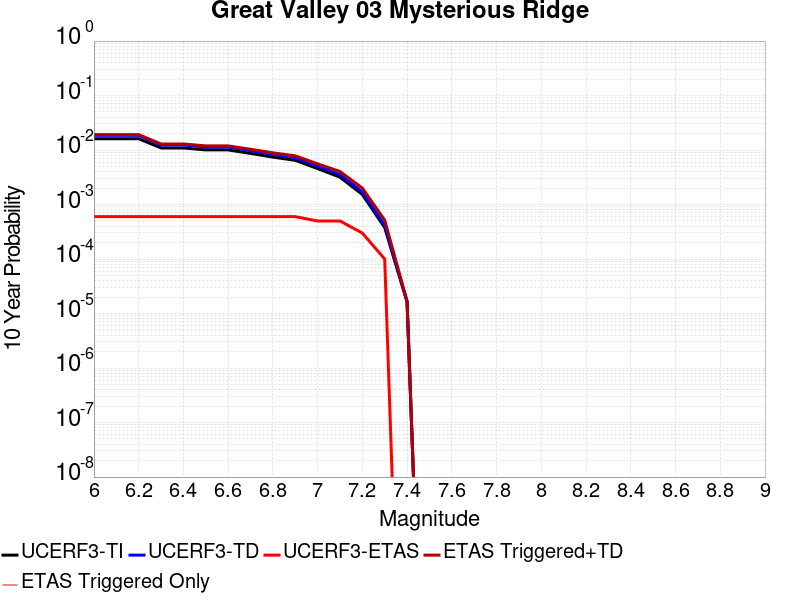 Great Valley 03 Mysterious Ridge
10^0
10^-1
10^-2
10^-3
10^-4
10^-5
10^-6
10^-7
10^-8
10 Year Probability
6 6.2 6.4 6.6 6.8 7 7.2 7.4 7.6 7.8 8 8.2 8.4 8.6 8.8 9
Magnitude
UCERF3-TI UCERF3-TD UCERF3-ETAS ETAS Triggered+TD
ETAS Triggered Only